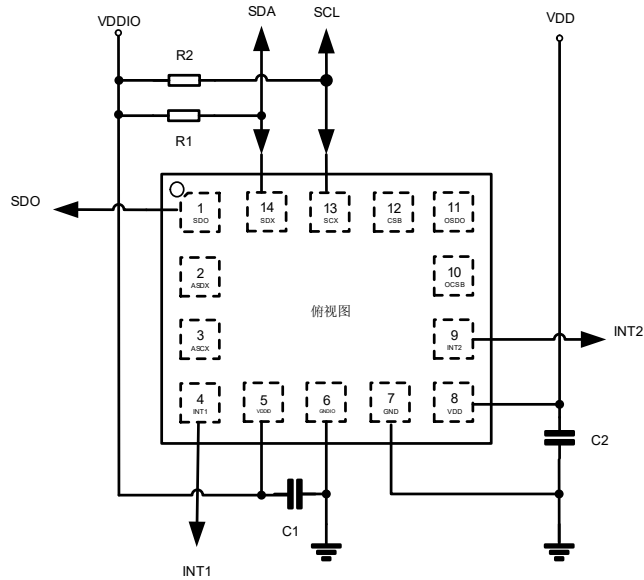 SDA
SCL
VDDIO
VDD
R2
R1
SDO
1
SDO
14
SDX
13
SCX
12
CSB
11
OSDO
2
ASDX
10
OCSB
俯视图
3
ASCX
9
INT2
INT2
4
INT1
5
VDDD
6
GNDIO
7
GND
8
VDD
C2
C1
INT1